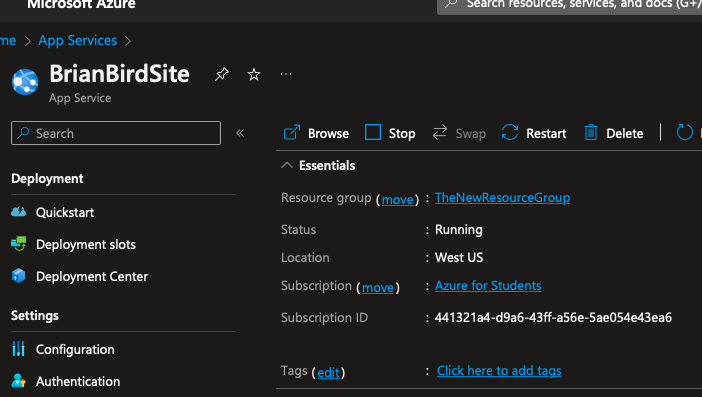 Microsoft Azure
Search resources, services, and docs (G+/
me > App Services >
BrianBirdSite
App Service
Search
Browse Stop Swap Restart Delete
Essentials
Deployment
Quickstart
Deployment slots
Deployment Center
Settings
Configuration
Authentication
Resource group (move) : TheNewResourceGroup
Status : Running
Location : West US
Subscription (move) : Azure for Students
Subscription ID : 441321a4-d9a6-43ff-a56e-5ae054e43ea6
Tags (edit) : Click here to add tags